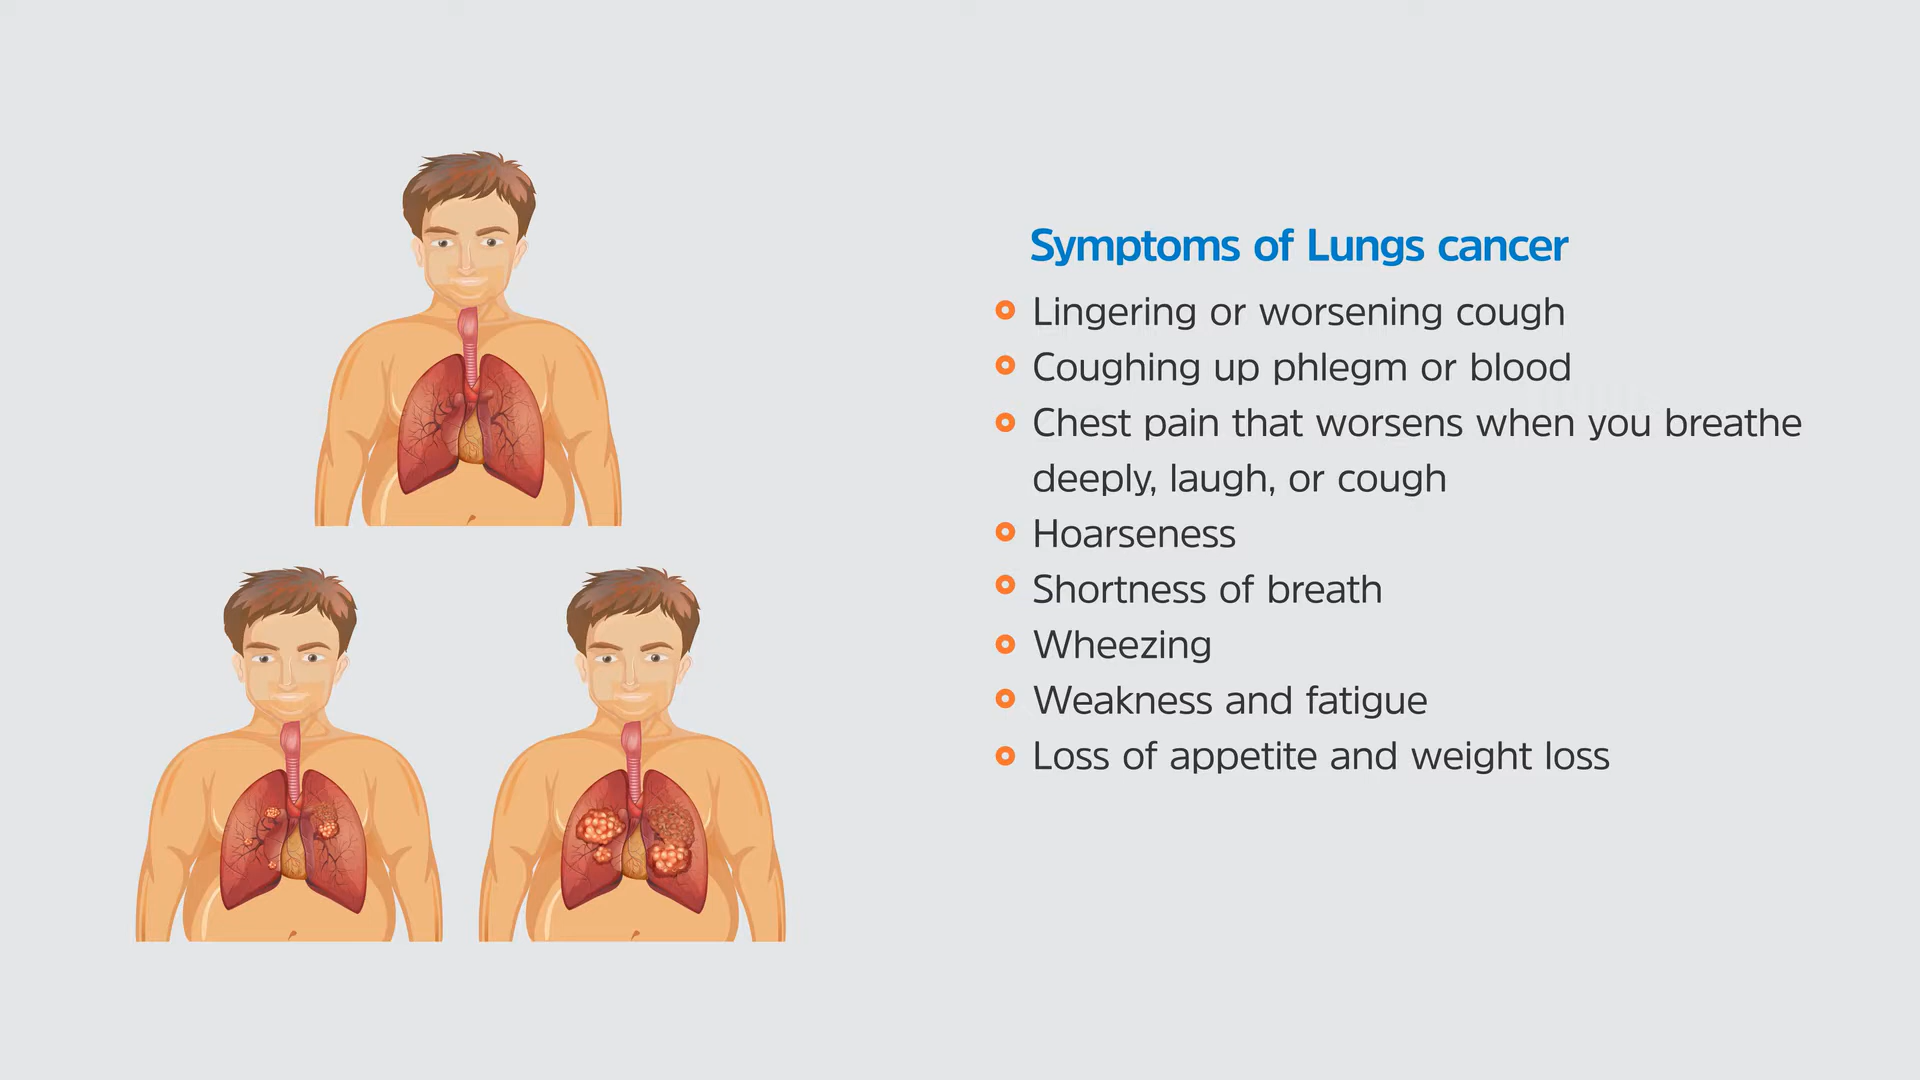 Symptoms of Lungs cancer
Lingering or worsening cough
Coughing up phlegm or blood
Chest pain that worsens when you breathe
deeply, laugh, or cough
Hoarseness
Shortness of breath
Wheezing
Weakness and fatigue
Loss of appetite and weight loss